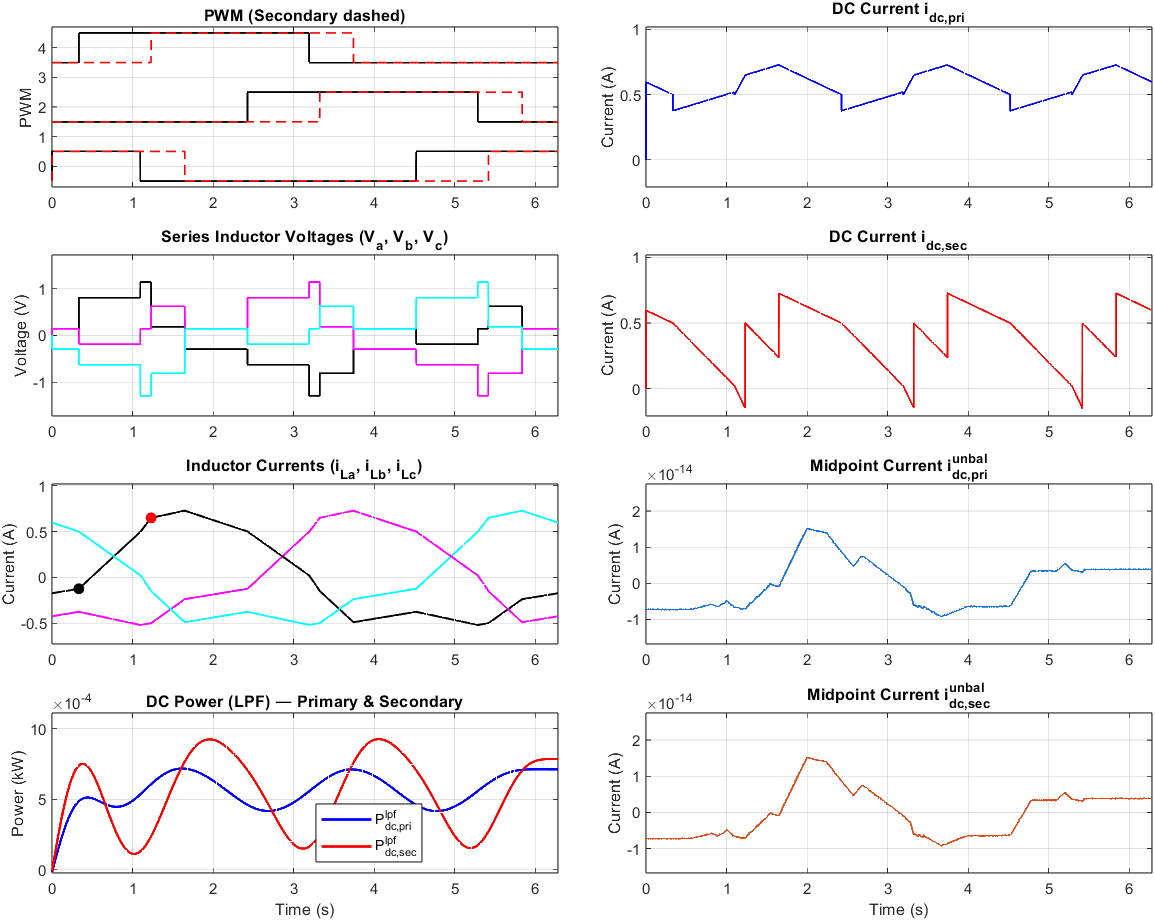 PWM (Secondary dashed)
PWM
4
3
2
1
0
0 1 2 3 4 5 6
DC Current i_dc,pri
Current (A)
1
0.5
0
0 1 2 3 4 5 6
Series Inductor Voltages (V_a, V_b, V_c)
Voltage (V)
1
0
-1
0 1 2 3 4 5 6
DC Current i_dc,sec
Current (A)
1
0.5
0
0 1 2 3 4 5 6
Inductor Currents (i_La, i_Lb, i_Lc)
Current (A)
1
0.5
0
-0.5
0 1 2 3 4 5 6
Midpoint Current i_dc,pri^unbal
×10^-14
Current (A)
2
1
0
-1
0 1 2 3 4 5 6
DC Power (LPF) — Primary & Secondary
×10^-4
Power (kW)
10
5
0
P_dc,pri^lpf
P_dc,sec^lpf
0 1 2 3 4 5 6
Time (s)
Midpoint Current i_dc,sec^unbal
×10^-14
Current (A)
2
1
0
-1
0 1 2 3 4 5 6
Time (s)